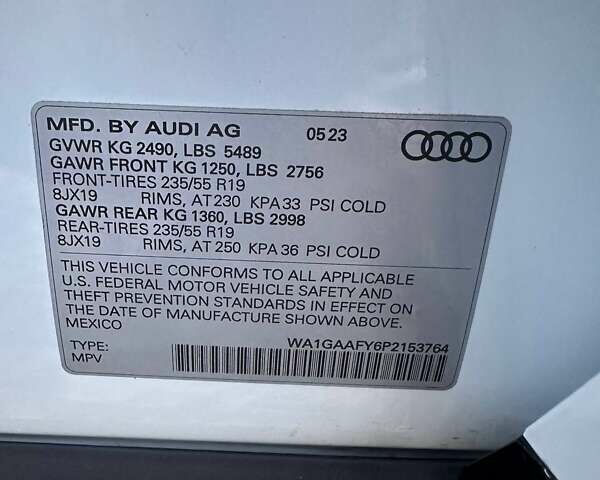 MFD. BY AUDI AG 05 23
GVWR KG 2490, LBS 5489
GAWR FRONT KG 1250, LBS 2756
FRONT-TIRES 235/55 R19
8JX19 RIMS, AT 230 KPA 33 PSI COLD
GAWR REAR KG 1360, LBS 2998
REAR-TIRES 235/55 R19
8JX19 RIMS, AT 250 KPA 36 PSI COLD
THIS VEHICLE CONFORMS TO ALL APPLICABLE
U.S. FEDERAL MOTOR VEHICLE SAFETY AND
THEFT PREVENTION STANDARDS IN EFFECT ON
THE DATE OF MANUFACTURE SHOWN ABOVE.
MEXICO
TYPE: WA1GAAFY6P2153764
MPV